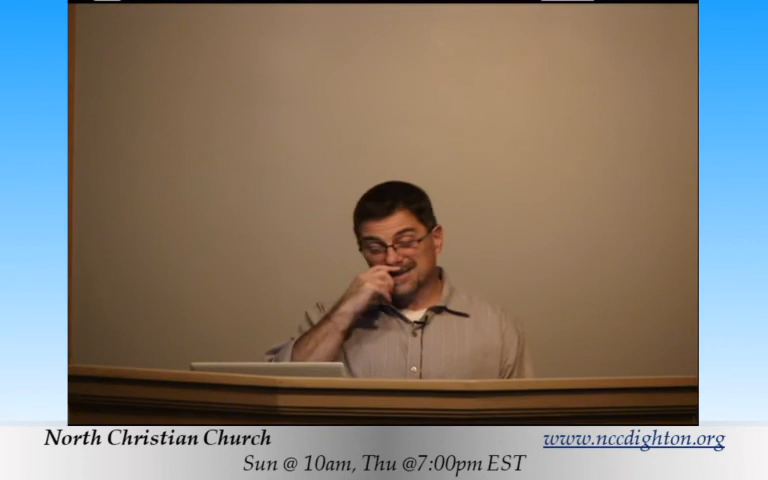 North Christian Church
www.nccdighton.org
Sun @ 10am, Thu @7:00pm EST